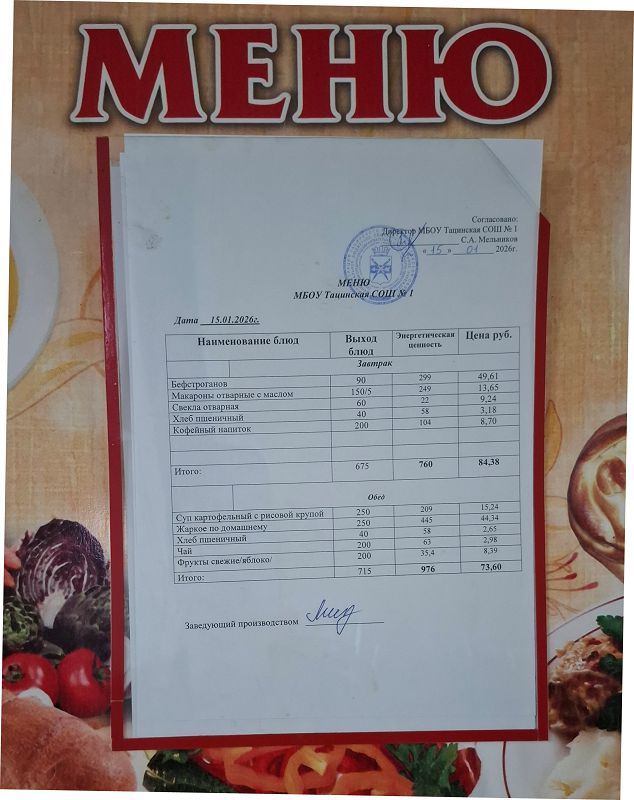 МЕНЮ
Согласовано:
Директор МБОУ Тацинская СОШ № 1
С.А. Мельников
« 15 » 01 2026г.
МЕНЮ
МБОУ Тацинская СОШ № 1
Дата 15.01.2026г.
Наименование блюд Выход блюд Энергетическая ценность Цена руб.
Завтрак
Бефстроганов 90 299 49,61
Макароны отварные с маслом 150/5 249 13,65
Свекла отварная 60 22 9,24
Хлеб пшеничный 40 58 3,18
Кофейный напиток 200 104 8,70
Итого: 675 760 84,38
Обед
Суп картофельный с рисовой крупой 250 209 15,24
Жаркое по домашнему 250 445 44,34
Хлеб пшеничный 40 58 2,65
Чай 200 63 2,98
Фрукты свежие/яблоко/ 200 35,4 8,39
Итого: 715 976 73,60
Заведующий производством